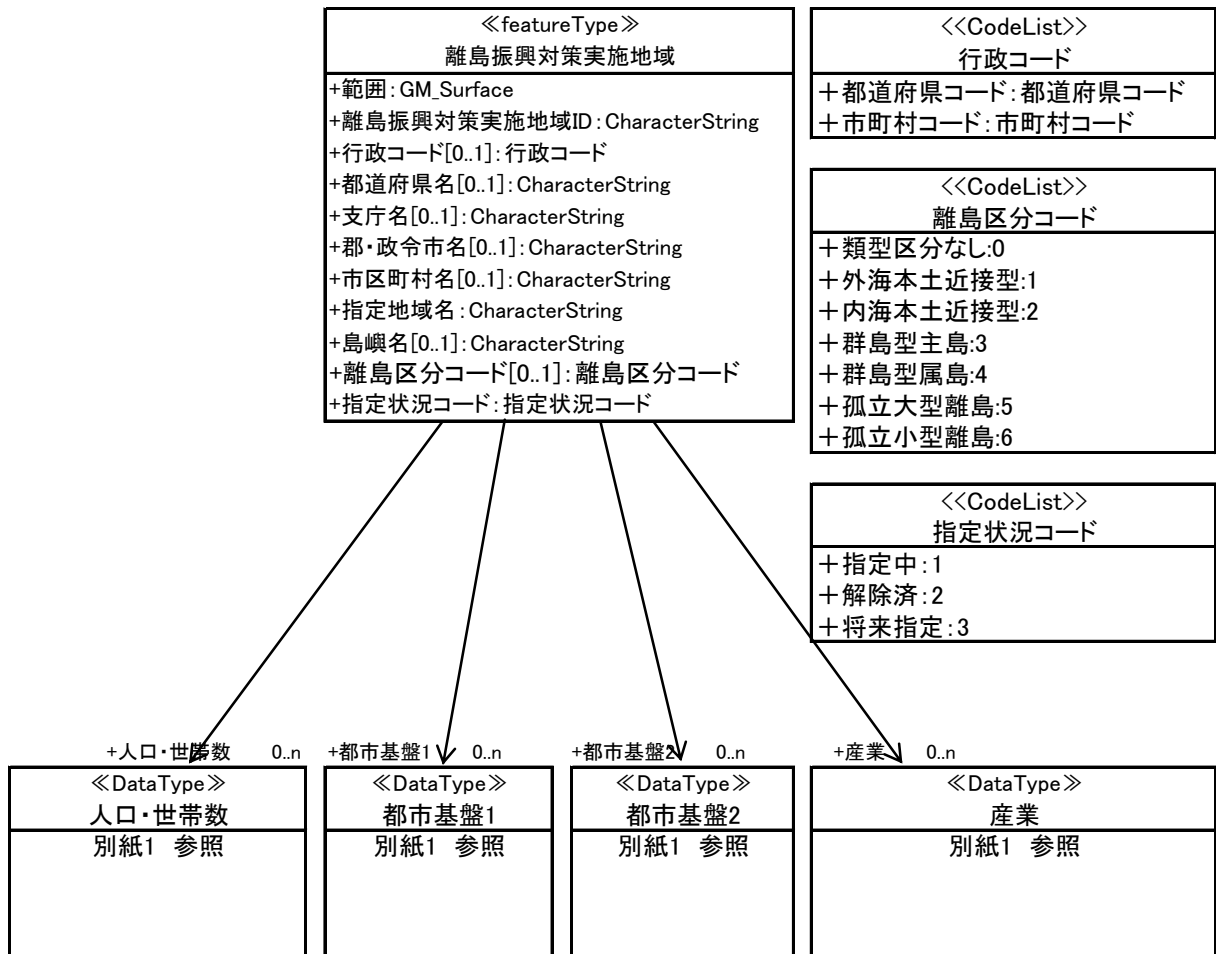 ≪featureType≫
離島振興対策実施地域
+範囲:GM_Surface
+離島振興対策実施地域ID:CharacterString
+行政コード[0..1]:行政コード
+都道府県名[0..1]:CharacterString
+支庁名[0..1]:CharacterString
+郡・政令市名[0..1]:CharacterString
+市区町村名[0..1]:CharacterString
+指定地域名:CharacterString
+島嶼名[0..1]:CharacterString
+離島区分コード[0..1]:離島区分コード
+指定状況コード:指定状況コード
<<CodeList>>
行政コード
+都道府県コード:都道府県コード
+市町村コード:市町村コード
<<CodeList>>
離島区分コード
+類型区分なし:0
+外海本土近接型:1
+内海本土近接型:2
+群島型主島:3
+群島型属島:4
+孤立大型離島:5
+孤立小型離島:6
<<CodeList>>
指定状況コード
+指定中:1
+解除済:2
+将来指定:3
+人口・世帯数 0..n
≪DataType≫
人口・世帯数
別紙1 参照
+都市基盤1 0..n
≪DataType≫
都市基盤1
別紙1 参照
+都市基盤2 0..n
≪DataType≫
都市基盤2
別紙1 参照
+産業 0..n
≪DataType≫
産業
別紙1 参照